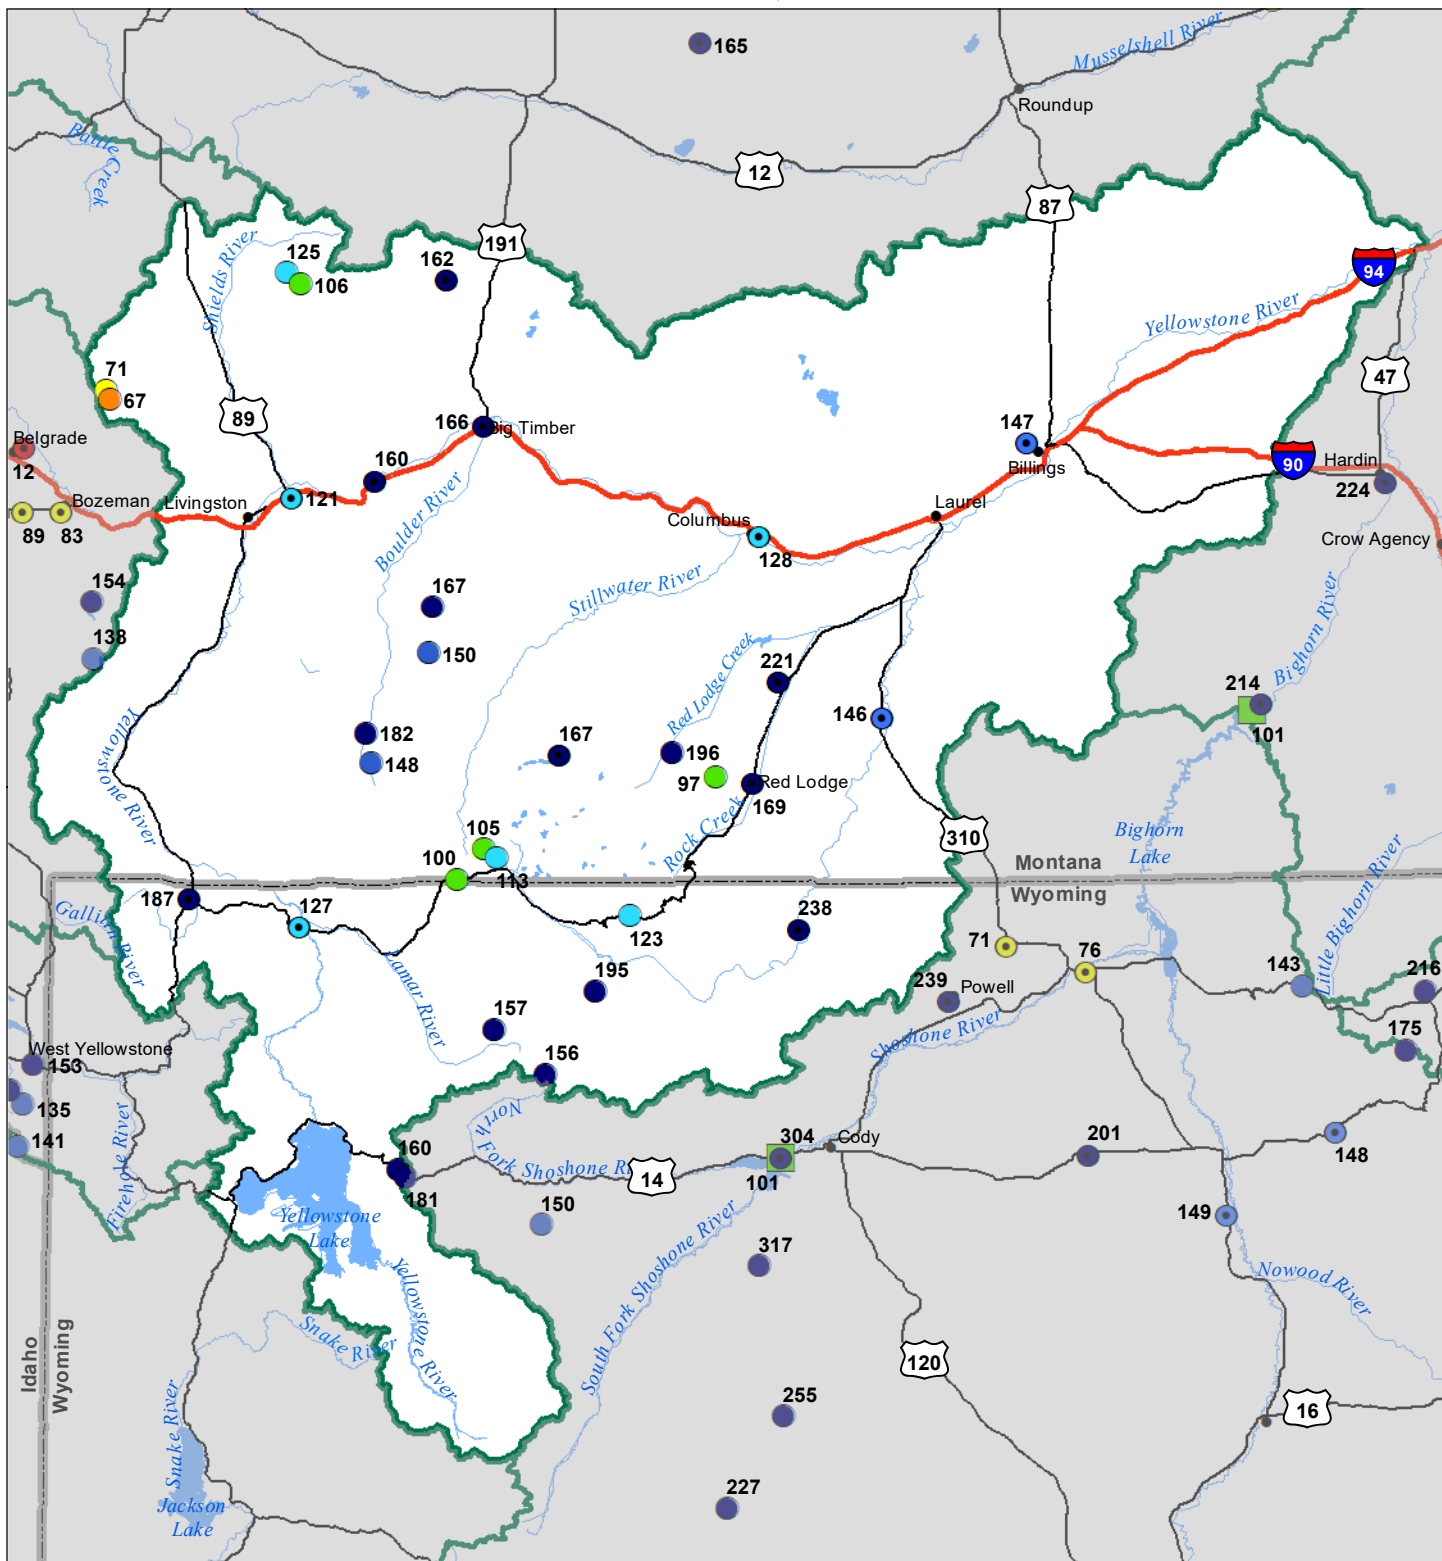 165
Musselshell River
Roundup
Battle Creek
12
87
191
125
106
162
Shields River
94
Yellowstone River
71
67
89
47
166
Big Timber
147
Billings
Belgrade
12
160
90
Hardin
224
Bozeman
Livingston
121
Laurel
89
83
Columbus
128
Crow Agency
Boulder River
Stillwater River
154
167
138
150
Red Lodge Creek
221
Bighorn River
214
101
146
Yellowstone River
182
148
167
196
97
Red Lodge
169
Rock Creek
105
100
113
310
Bighorn Lake
Montana
Wyoming
Little Bighorn River
187
Gallatin River
127
123
238
71
76
Lamar River
195
239
Powell
143
216
157
Shoshone River
175
West Yellowstone
153
156
135
141
Firehole River
North Fork Shoshone R
304
Cody
101
201
148
160
181
14
150
149
Yellowstone Lake
South Fork Shoshone River
317
Yellowstone River
Nowood River
Snake River
Idaho
Wyoming
120
16
255
Snake River
Jackson Lake
227